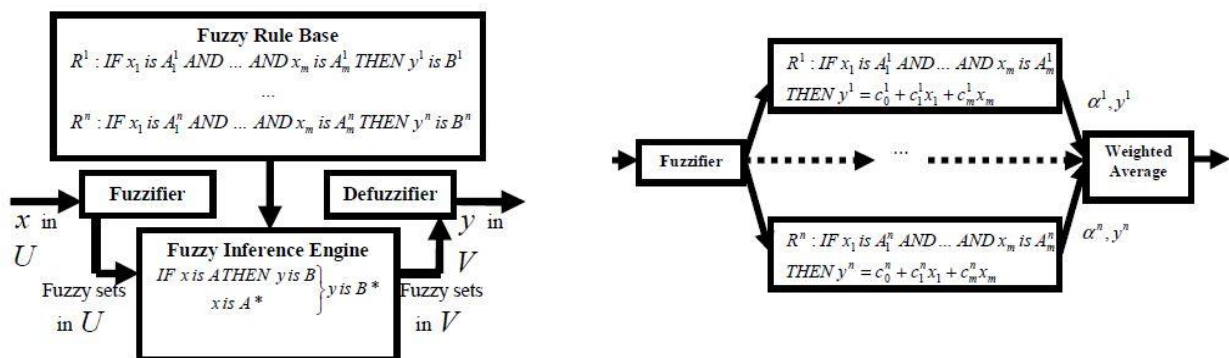 Fuzzy Rule Base
R¹ : IF x₁ is A₁¹ AND ... AND xₘ is Aₘ¹ THEN y¹ is B¹
...
Rⁿ : IF x₁ is A₁ⁿ AND ... AND xₘ is Aₘⁿ THEN yⁿ is Bⁿ
Fuzzifier
Defuzzifier
x in
U
y in
V
Fuzzy Inference Engine
IF x is A THEN y is B
x is A*
} y is B*
Fuzzy sets
in U
Fuzzy sets
in V
Fuzzifier
R¹ : IF x₁ is A₁¹ AND ... AND xₘ is Aₘ¹
THEN y¹ = c₀¹ + c₁¹x₁ + cₘ¹xₘ
α¹, y¹
...
Weighted
Average
Rⁿ : IF x₁ is A₁ⁿ AND ... AND xₘ is Aₘⁿ
THEN yⁿ = c₀ⁿ + c₁ⁿx₁ + cₘⁿxₘ
αⁿ, yⁿ